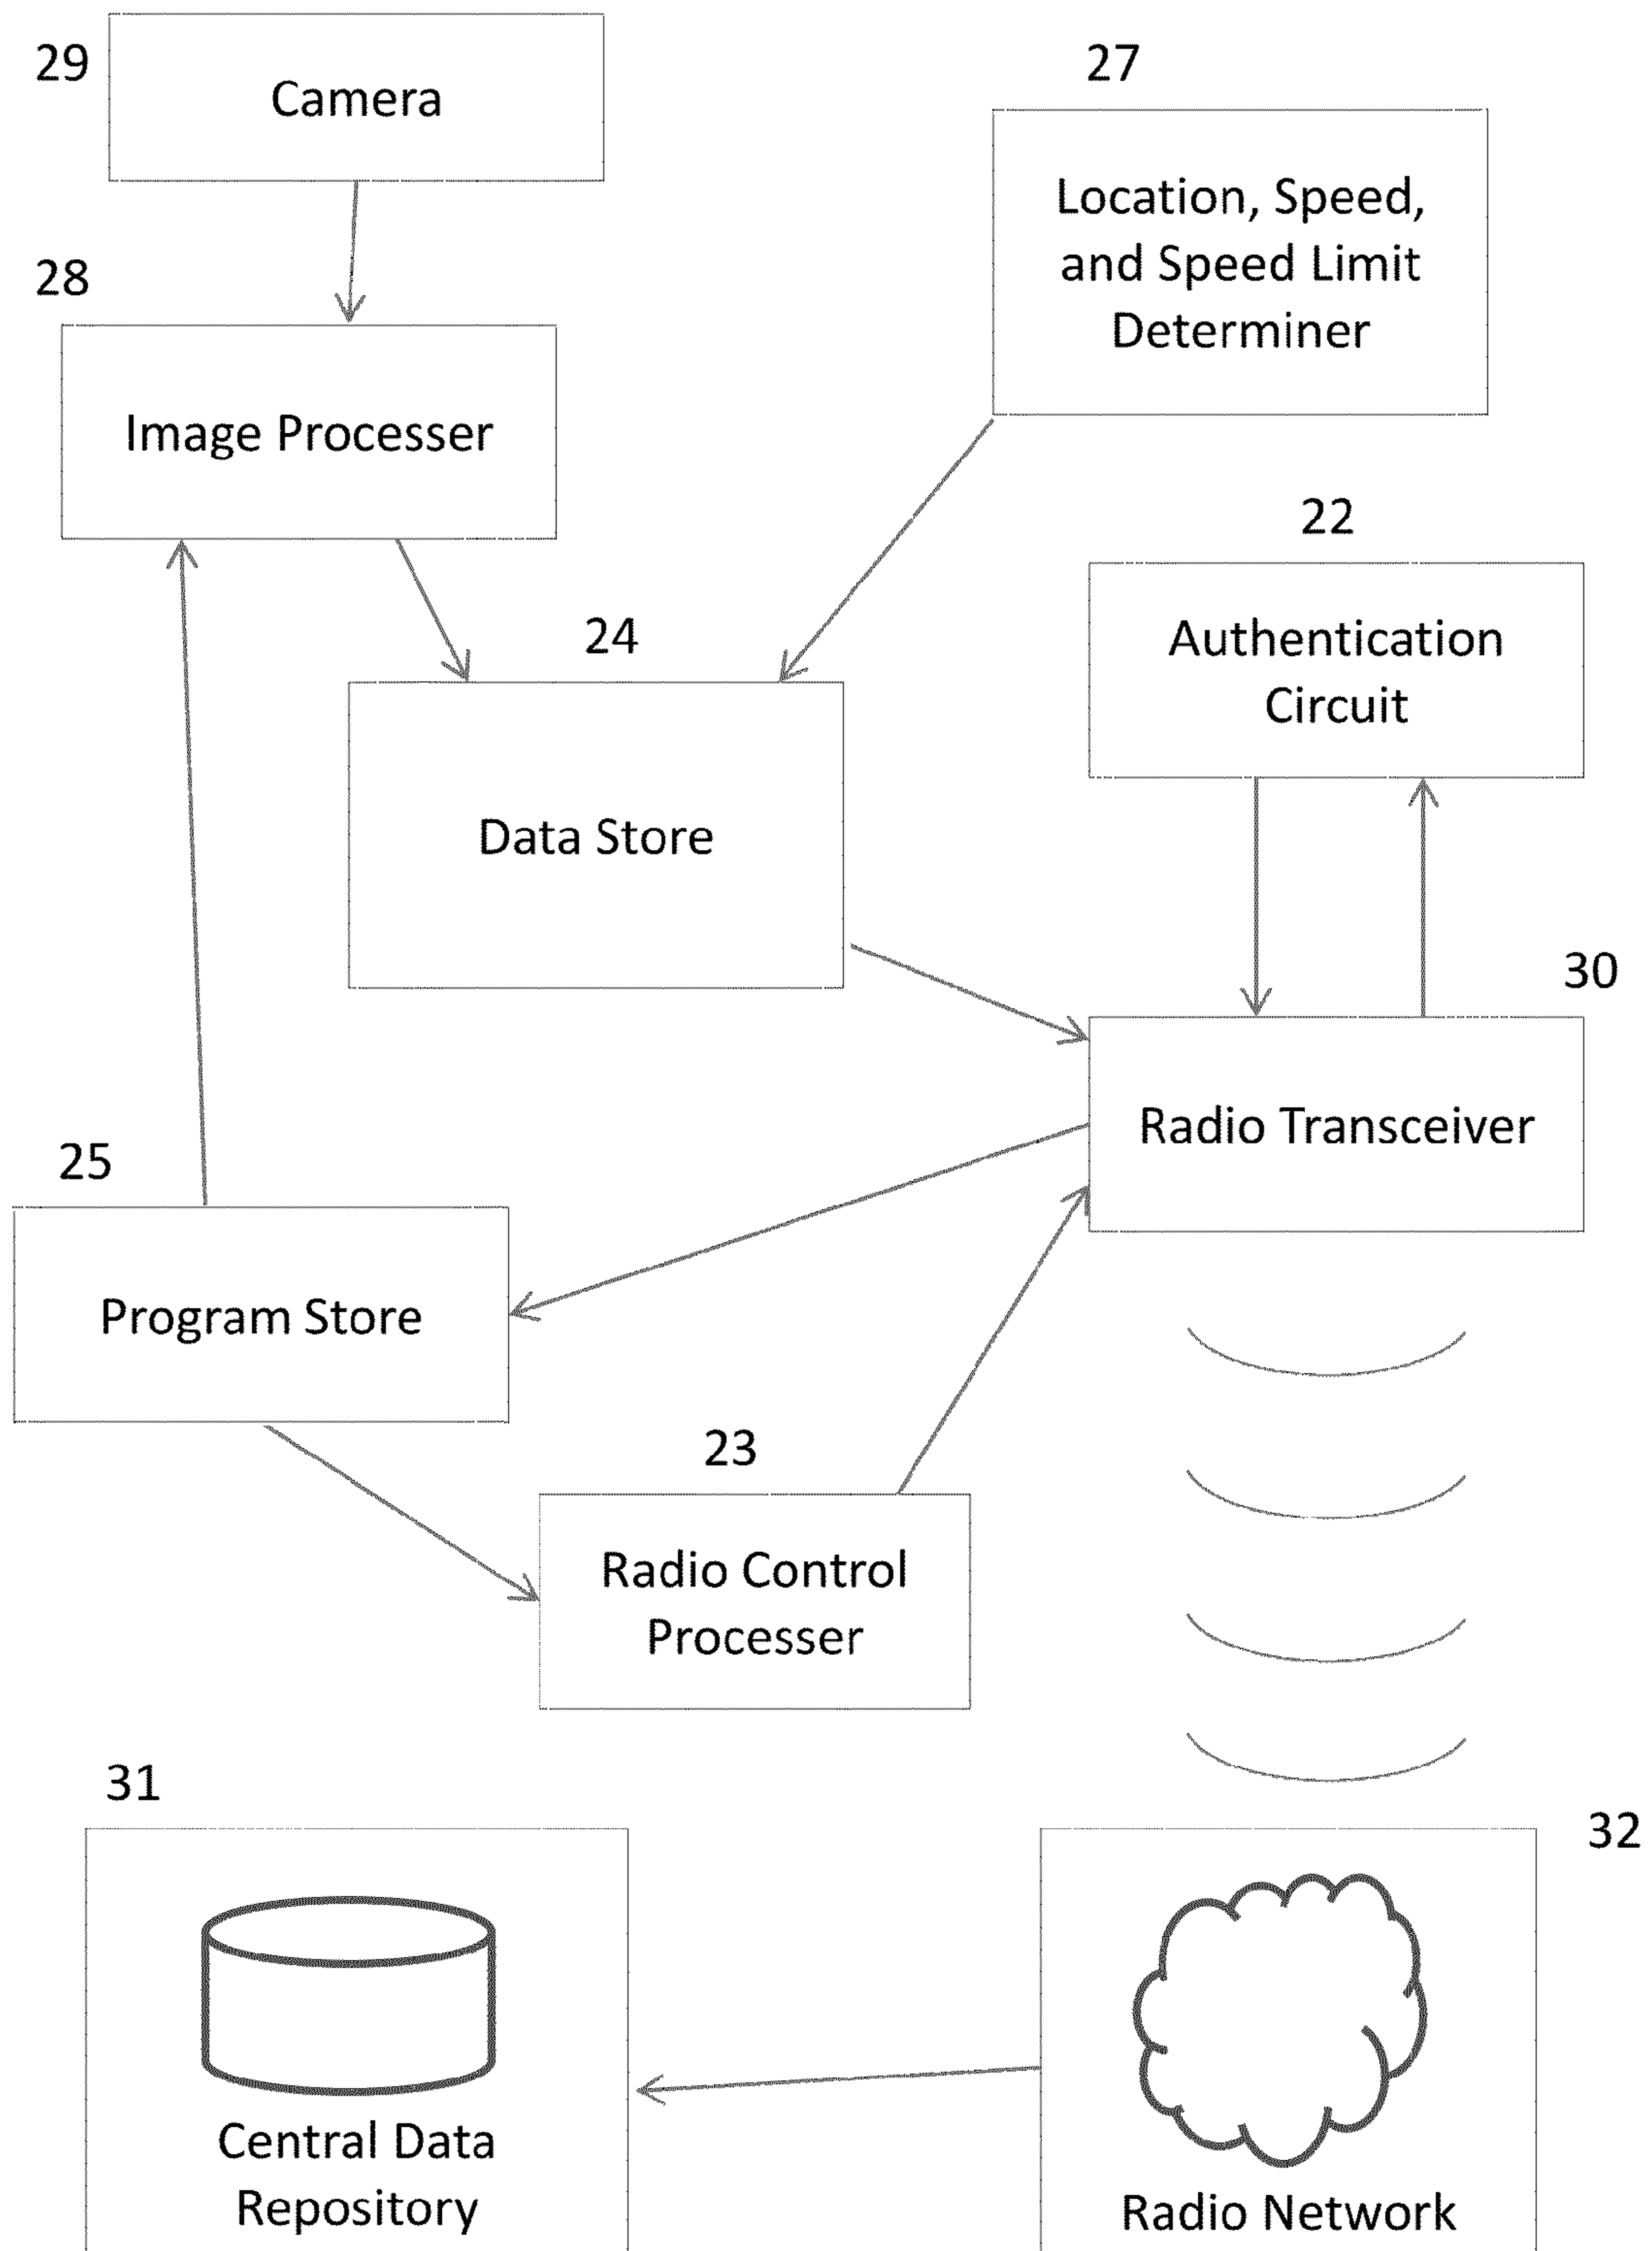 29
Camera
27
Location, Speed,
and Speed Limit
Determiner
28
Image Processer
22
Authentication
Circuit
24
Data Store
30
Radio Transceiver
25
Program Store
23
Radio Control
Processer
31
Central Data
Repository
32
Radio Network